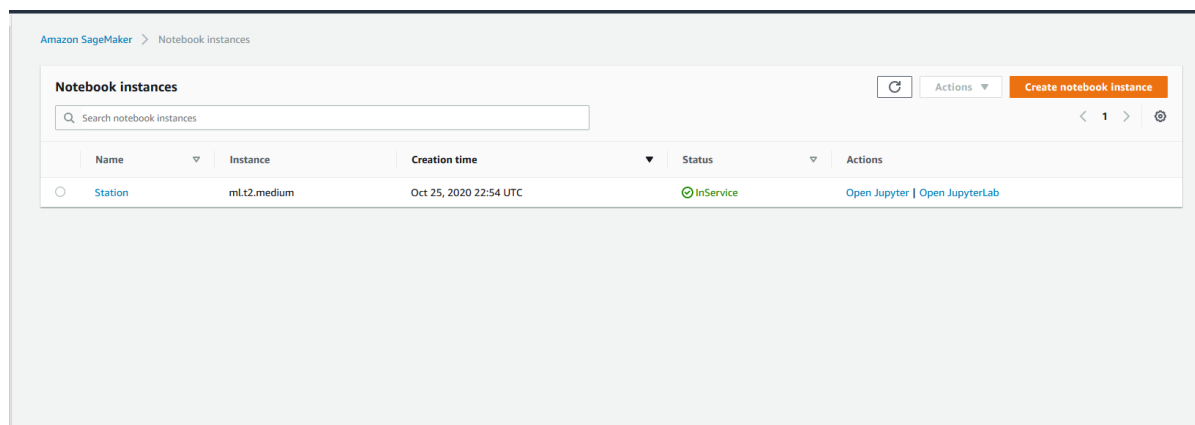 Amazon SageMaker > Notebook instances
Notebook instances
Actions
Create notebook instance
Search notebook instances
1
Name Instance Creation time Status Actions
Station ml.t2.medium Oct 25, 2020 22:54 UTC InService Open Jupyter | Open JupyterLab